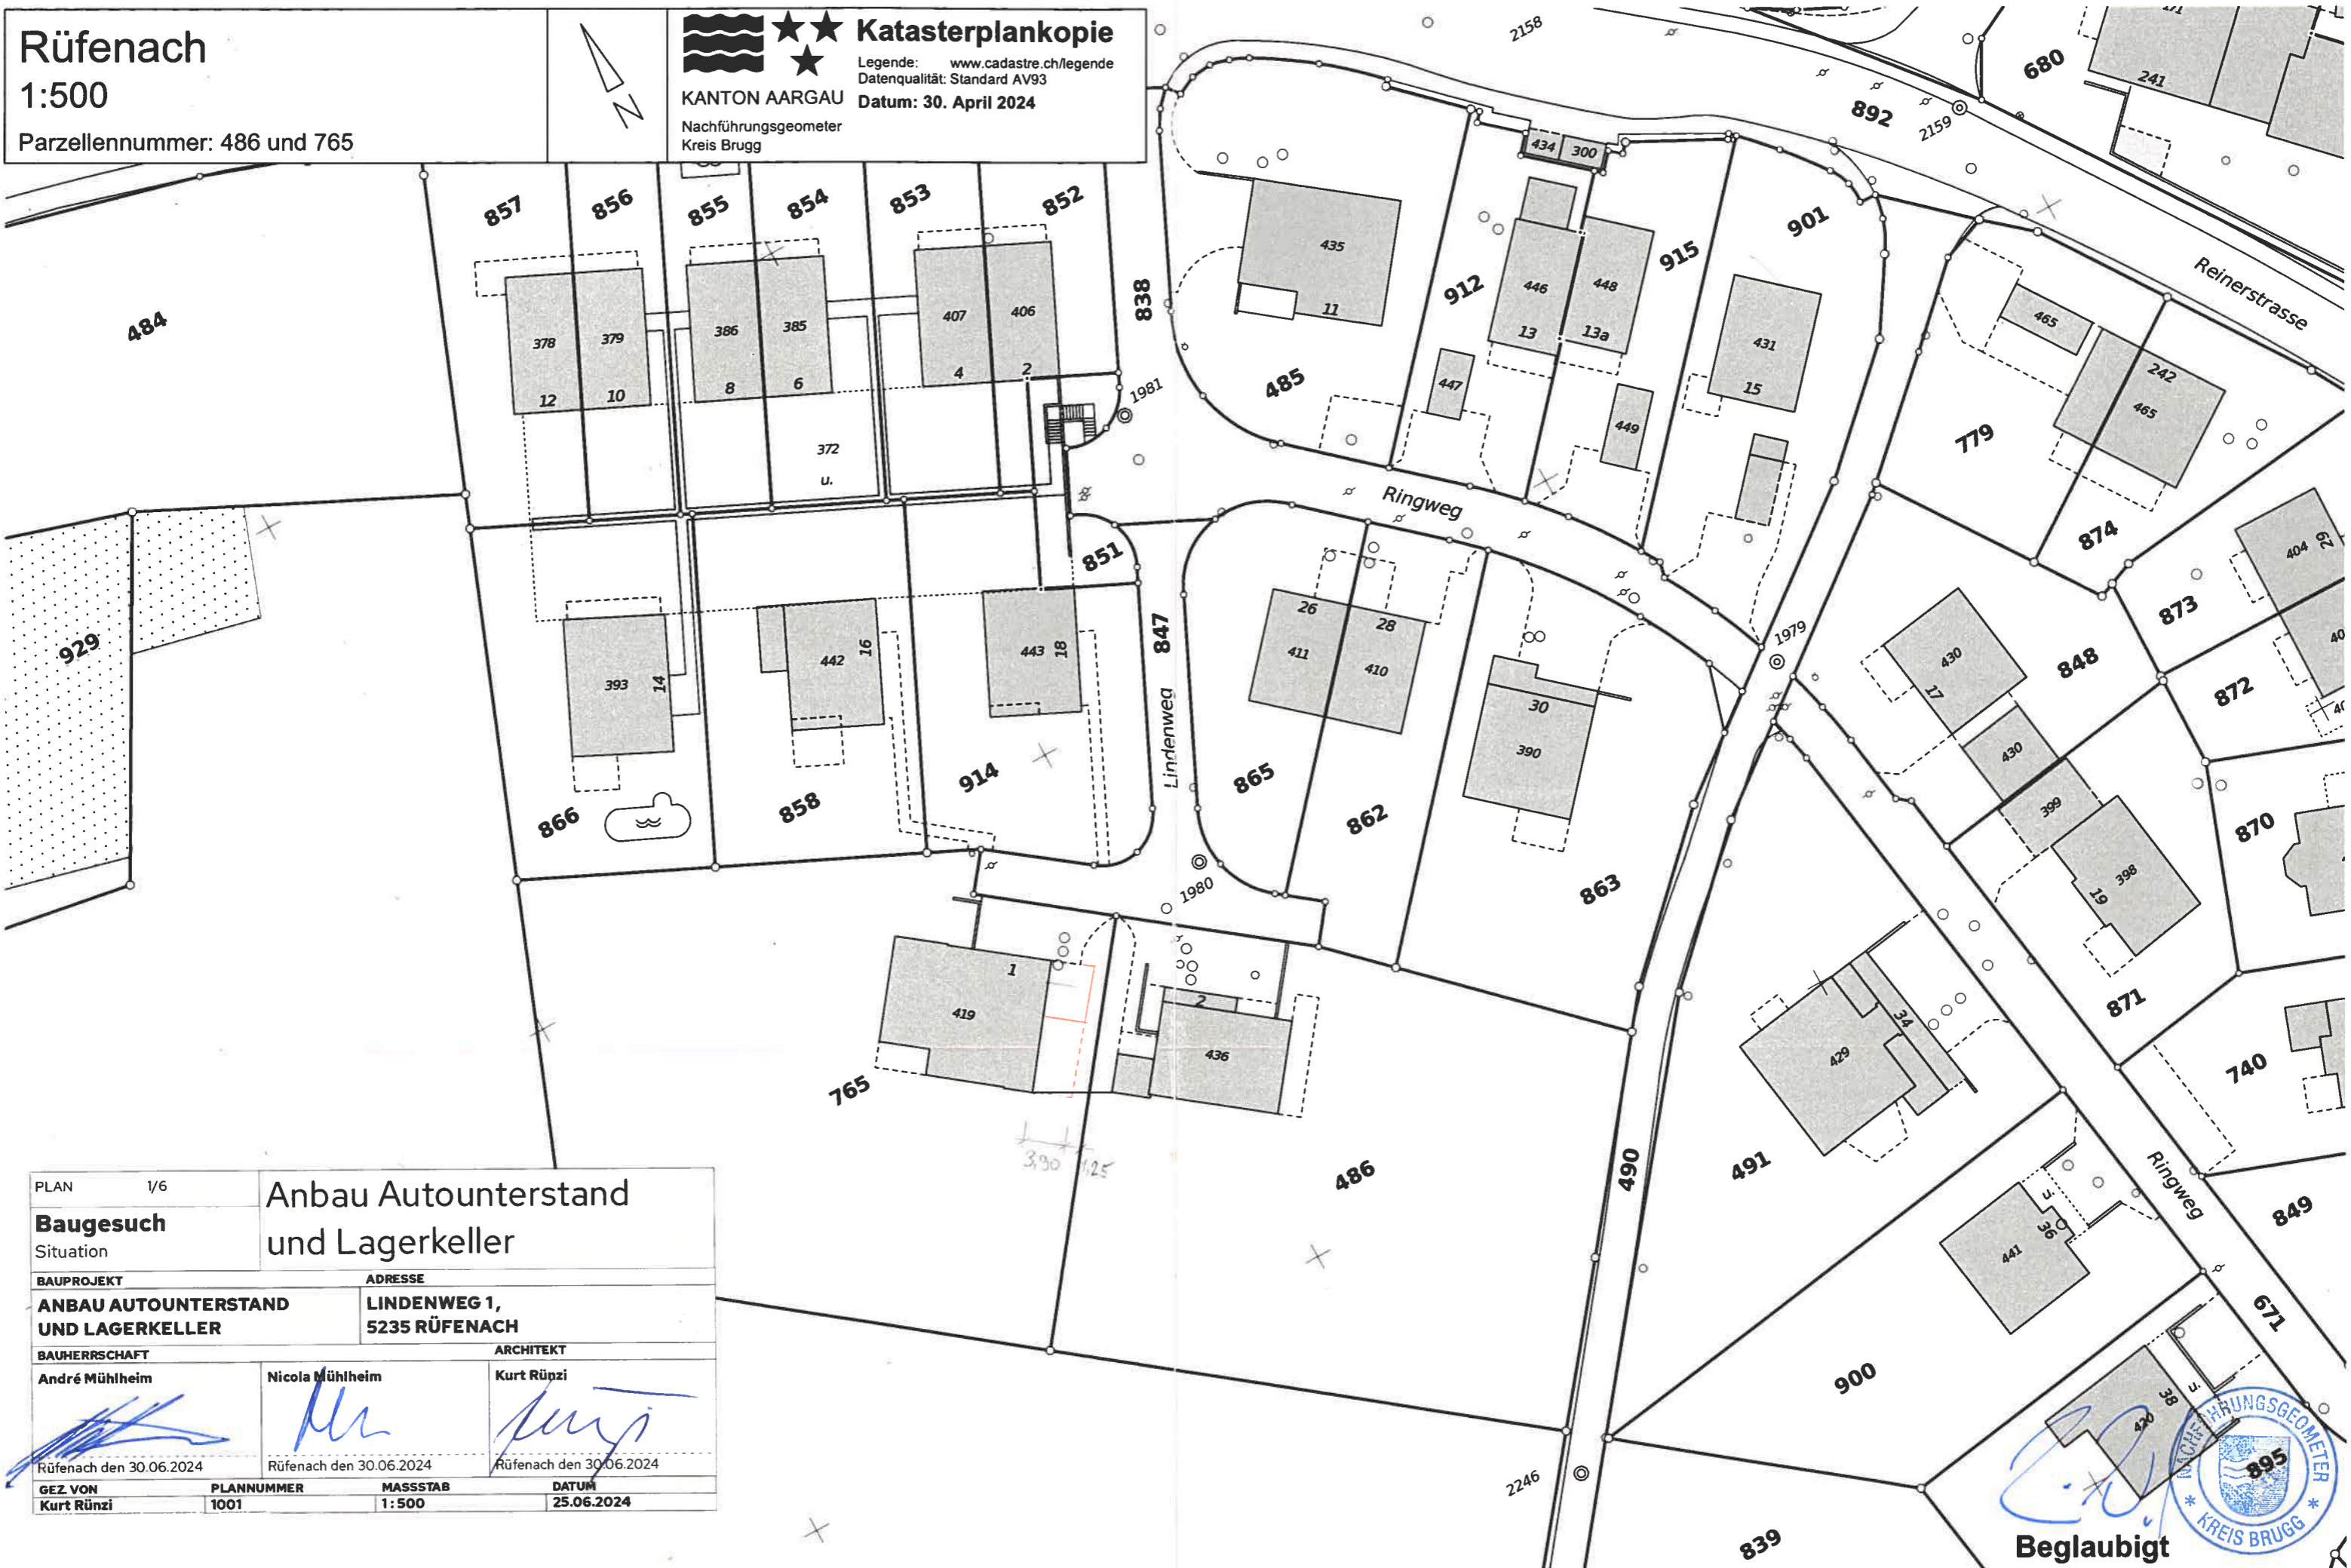 Rüfenach
1:500
Parzellennummer: 486 und 765
N
KANTON AARGAU
Nachführungsgeometer
Kreis Brugg
Katasterplankopie
Legende: www.cadastre.ch/legende
Datenqualität: Standard AV93
Datum: 30. April 2024
2158
892
2159
680
241
857
856
855
854
853
852
838
484
378
379
386
385
407
406
12
10
8
6
4
2
372
u.
1981
435
11
485
434
300
912
446
448
13
13a
447
449
915
901
431
15
Reinerstrasse
465
242
465
779
874
404
29
873
872
Ringweg
851
847
Lindenweg
929
393
14
442
16
443
18
866
858
914
26
28
411
410
865
862
30
390
863
1979
430
17
430
848
399
398
19
870
871
740
849
1980
1
419
2
436
765
486
3,90
1,25
490
491
429
34
Ringweg
441
36
u.
671
900
38
420
u.
895
839
2246
PLAN 1/6
Baugesuch
Situation
Anbau Autounterstand
und Lagerkeller
BAUPROJEKT ADRESSE
ANBAU AUTOUNTERSTAND
UND LAGERKELLER
LINDENWEG 1,
5235 RÜFENACH
BAUHERRSCHAFT ARCHITEKT
André Mühlheim Nicola Mühlheim Kurt Rünzi
Rüfenach den 30.06.2024 Rüfenach den 30.06.2024 Rüfenach den 30.06.2024
GEZ. VON PLANNUMMER MASSSTAB DATUM
Kurt Rünzi 1001 1:500 25.06.2024
NACHFÜHRUNGSGEOMETER
* KREIS BRUGG *
Beglaubigt